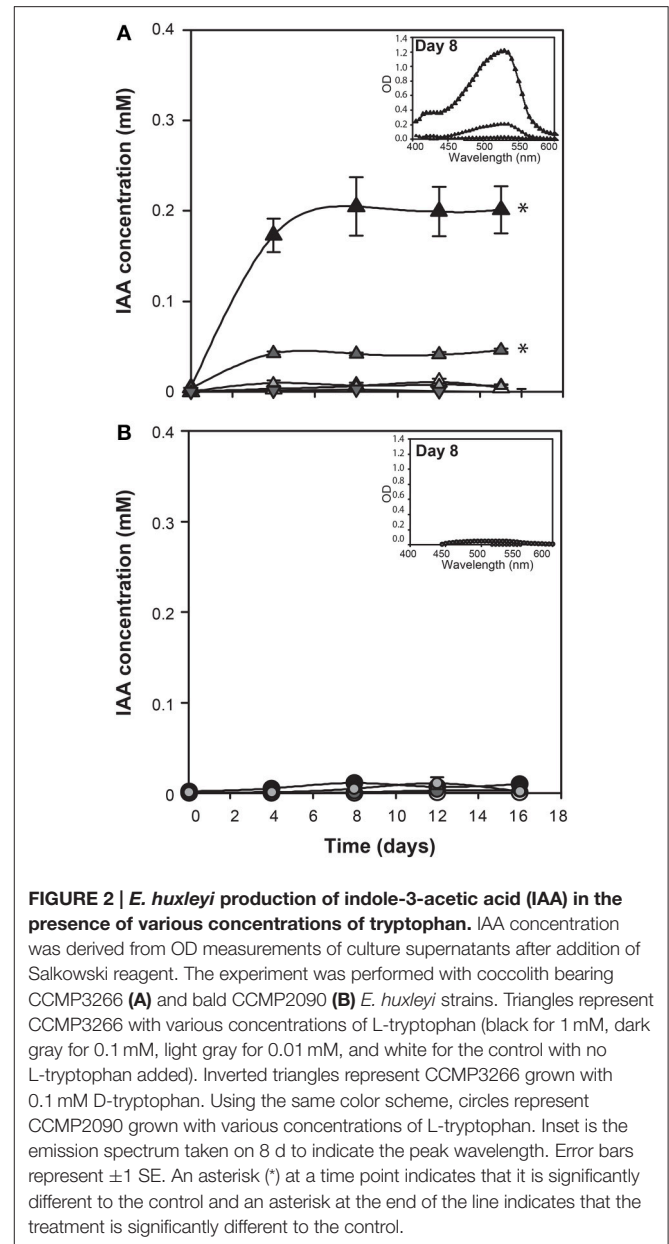 A
0.4
0.3
0.2
0.1
0
IAA concentration (mM)
Day 8
1.4
1.2
1.0
0.8
0.6
0.4
0.2
0.0
OD
400 450 500 550 600
Wavelength (nm)
*
*
B
0.4
0.3
0.2
0.1
0
IAA concentration (mM)
Day 8
1.4
1.2
1.0
0.8
0.6
0.4
0.2
0.0
OD
400 450 500 550 600
Wavelength (nm)
0 2 4 6 8 10 12 14 16 18
Time (days)
FIGURE 2 | E. huxleyi production of indole-3-acetic acid (IAA) in the
presence of various concentrations of tryptophan. IAA concentration
was derived from OD measurements of culture supernatants after addition of
Salkowski reagent. The experiment was performed with coccolith bearing
CCMP3266 (A) and bald CCMP2090 (B) E. huxleyi strains. Triangles represent
CCMP3266 with various concentrations of L-tryptophan (black for 1 mM, dark
gray for 0.1 mM, light gray for 0.01 mM, and white for the control with no
L-tryptophan added). Inverted triangles represent CCMP3266 grown with
0.1 mM D-tryptophan. Using the same color scheme, circles represent
CCMP2090 grown with various concentrations of L-tryptophan. Inset is the
emission spectrum taken on 8 d to indicate the peak wavelength. Error bars
represent ±1 SE. An asterisk (*) at a time point indicates that it is significantly
different to the control and an asterisk at the end of the line indicates that the
treatment is significantly different to the control.